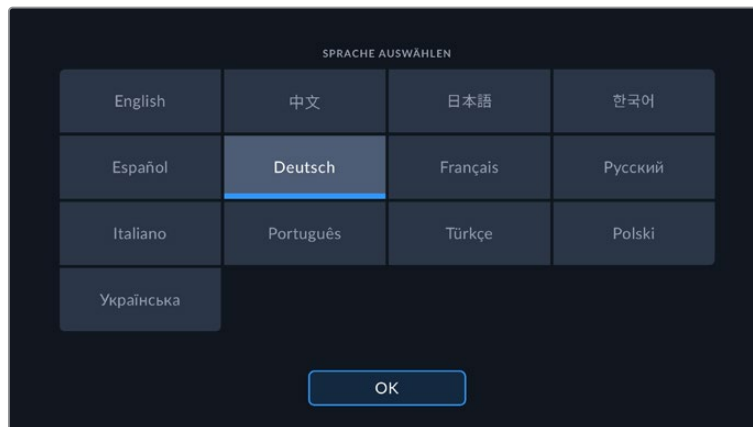 SPRACHE AUSWÄHLEN
English 中文 日本語 한국어
Español Deutsch Français Русский
Italiano Português Türkçe Polski
Українська
OK